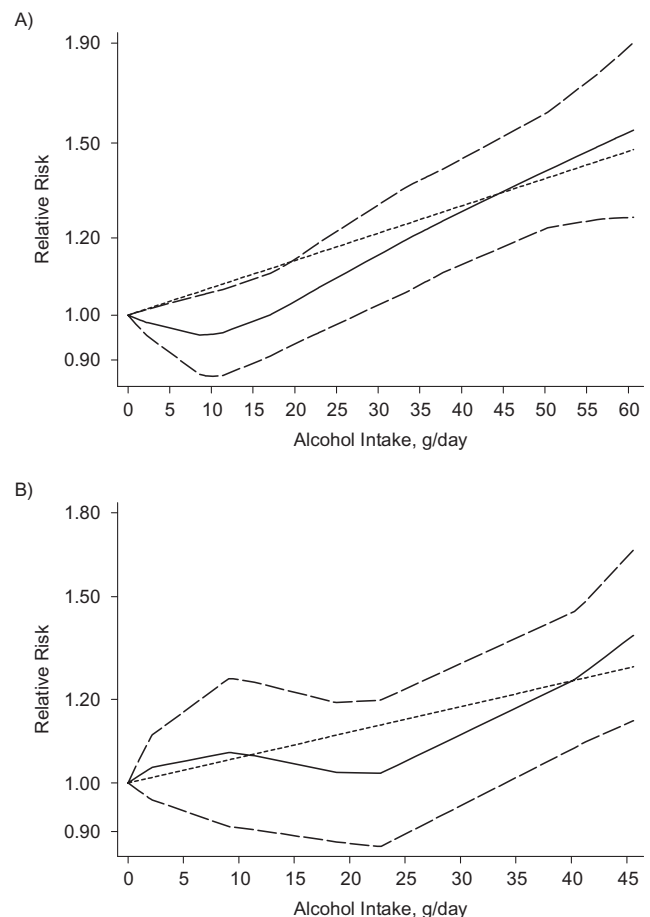 A)
1.90
1.50
1.20
1.00
0.90
Relative Risk
0 5 10 15 20 25 30 35 40 45 50 55 60
Alcohol Intake, g/day
B)
1.80
1.50
1.20
1.00
0.90
Relative Risk
0 5 10 15 20 25 30 35 40 45
Alcohol Intake, g/day